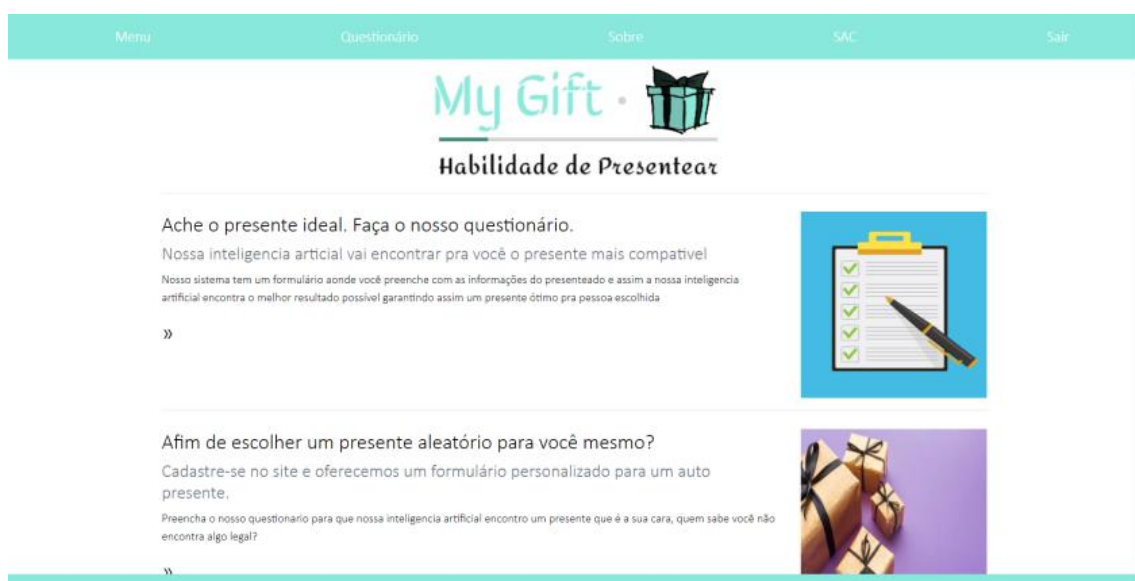 Menu Questionário Sobre SAC Sair
My Gift
Habilidade de Presentear
Ache o presente ideal. Faça o nosso questionário.
Nossa inteligencia articial vai encontrar pra você o presente mais compativel
Nosso sistema tem um formulário aonde você preenche com as informações do presenteado e assim a nossa inteligencia
artificial encontra o melhor resultado possível garantindo assim um presente ótimo pra pessoa escolhida
»
Afim de escolher um presente aleatório para você mesmo?
Cadastre-se no site e oferecemos um formulário personalizado para um auto
presente.
Preencha o nosso questionario para que nossa inteligencia artificial encontro um presente que é a sua cara, quem sabe você não
encontra algo legal?
»